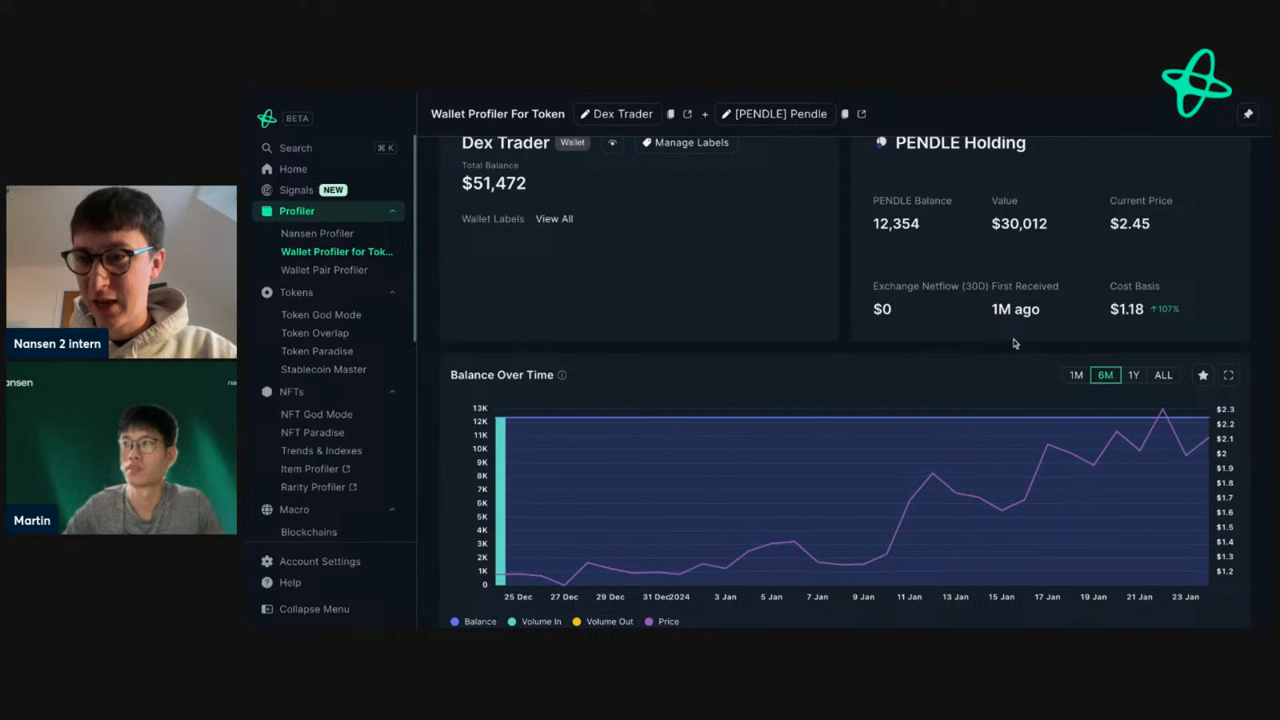 Wallet Profiler For Token Dex Trader + [PENDLE] Pendle
BETA
Search ⌘ K
Home
Signals NEW
Profiler
Nansen Profiler
Wallet Profiler for Tok...
Wallet Pair Profiler
Tokens
Token God Mode
Token Overlap
Token Paradise
Stablecoin Master
NFTs
NFT God Mode
NFT Paradise
Trends & Indexes
Item Profiler
Rarity Profiler
Macro
Blockchains
Account Settings
Help
Collapse Menu
Nansen 2 Intern
ansen
na
Martin
Dex Trader Wallet Manage Labels
Total Balance
$51,472
Wallet Labels View All
PENDLE Holding
PENDLE Balance Value Current Price
12,354 $30,012 $2.45
Exchange Netflow (30D) First Received Cost Basis
$0 1M ago $1.18 ↑107%
Balance Over Time 1M 6M 1Y ALL
13K $2.3
12K $2.2
11K $2.1
10K $2
9K $1.9
8K $1.8
7K $1.7
6K $1.6
5K $1.5
4K $1.4
3K $1.3
2K $1.2
1K
0
25 Dec 27 Dec 29 Dec 31 Dec2024 3 Jan 5 Jan 7 Jan 9 Jan 11 Jan 13 Jan 15 Jan 17 Jan 19 Jan 21 Jan 23 Jan
Balance Volume In Volume Out Price